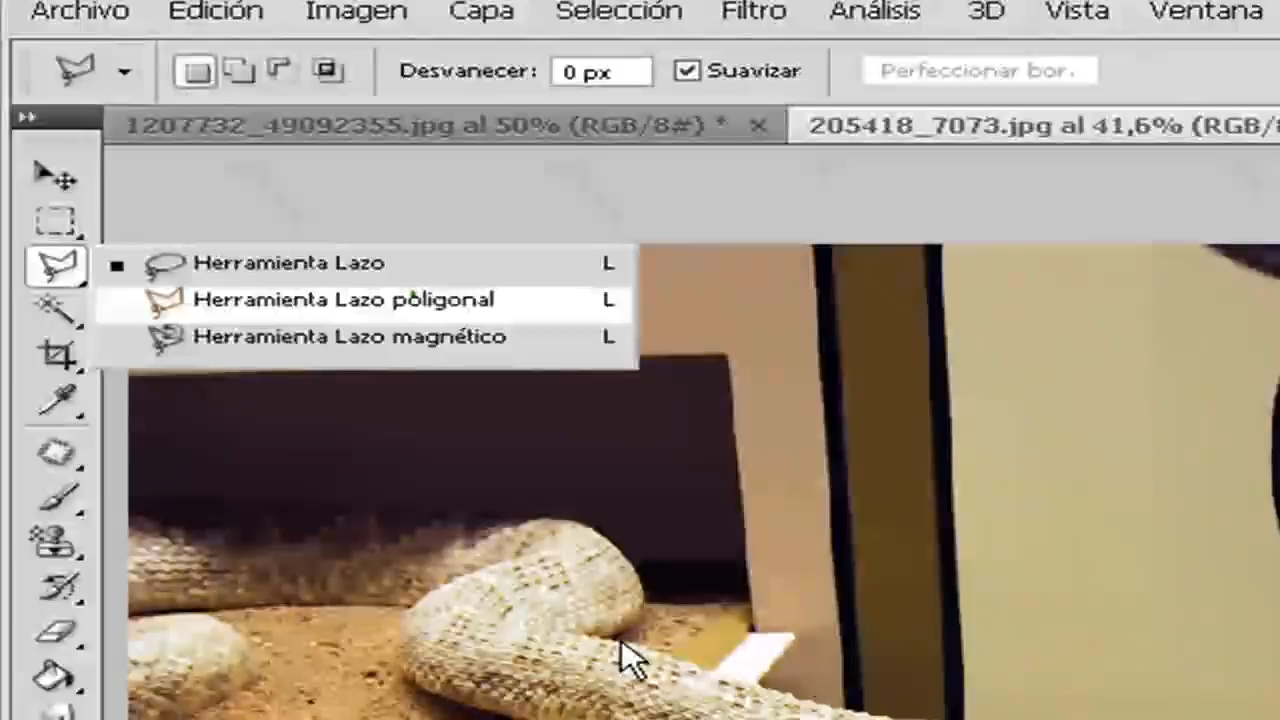 Archivo Edición Imagen Capa Selección Filtro Análisis 3D Vista Ventana
Desvanecer: 0 px Suavizar Perfeccionar bor.
1207732_49092355.jpg al 50% (RGB/8#) * × 205418_7073.jpg al 41,6% (RGB/
Herramienta Lazo L
Herramienta Lazo poligonal L
Herramienta Lazo magnético L